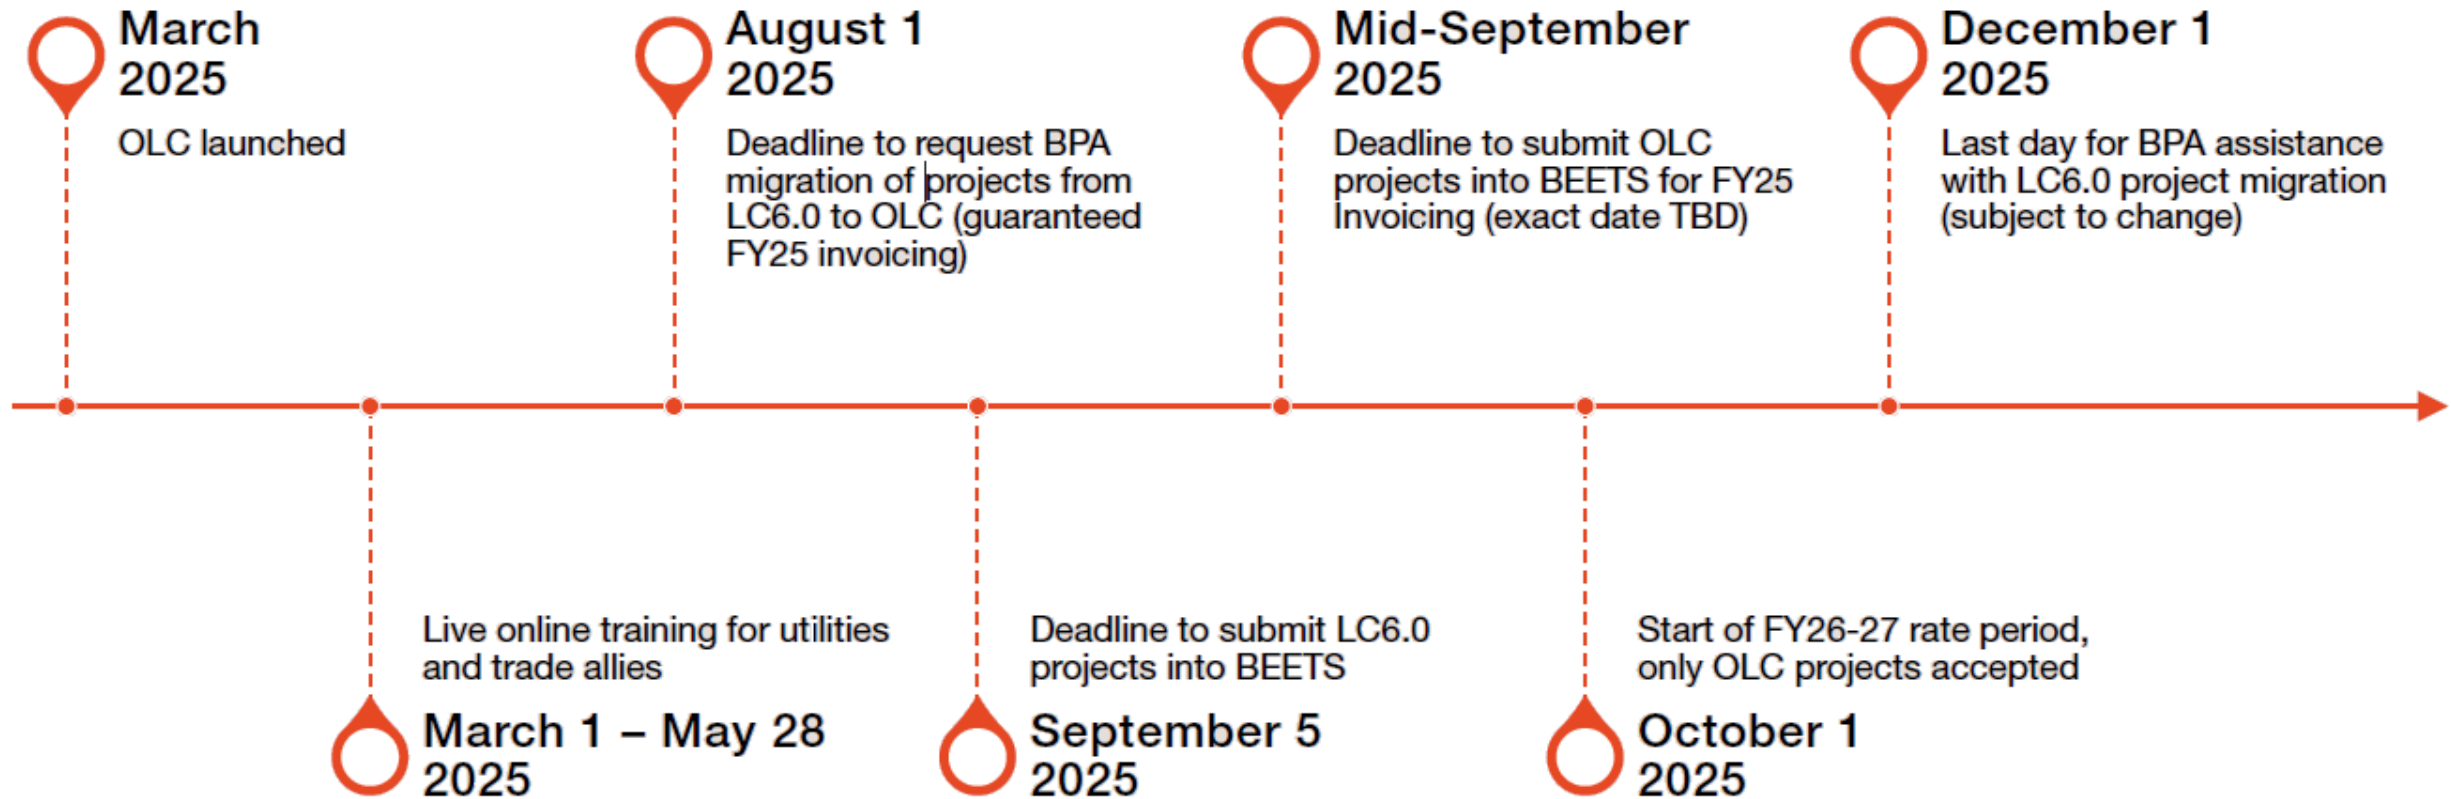 March
2025
OLC launched
August 1
2025
Deadline to request BPA
migration of projects from
LC6.0 to OLC (guaranteed
FY25 invoicing)
Mid-September
2025
Deadline to submit OLC
projects into BEETS for FY25
Invoicing (exact date TBD)
December 1
2025
Last day for BPA assistance
with LC6.0 project migration
(subject to change)
Live online training for utilities
and trade allies
March 1 – May 28
2025
Deadline to submit LC6.0
projects into BEETS
September 5
2025
Start of FY26-27 rate period,
only OLC projects accepted
October 1
2025